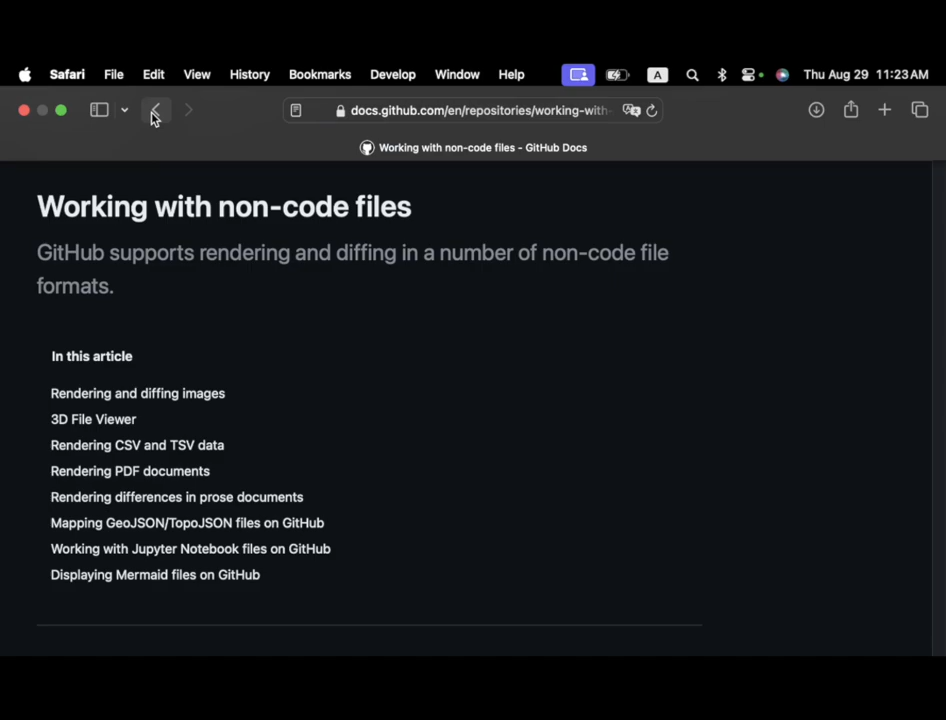 Safari File Edit View History Bookmarks Develop Window Help A Thu Aug 29 11:23 AM
docs.github.com/en/repositories/working-with-
Working with non-code files - GitHub Docs
Working with non-code files
GitHub supports rendering and diffing in a number of non-code file
formats.
In this article
Rendering and diffing images
3D File Viewer
Rendering CSV and TSV data
Rendering PDF documents
Rendering differences in prose documents
Mapping GeoJSON/TopoJSON files on GitHub
Working with Jupyter Notebook files on GitHub
Displaying Mermaid files on GitHub